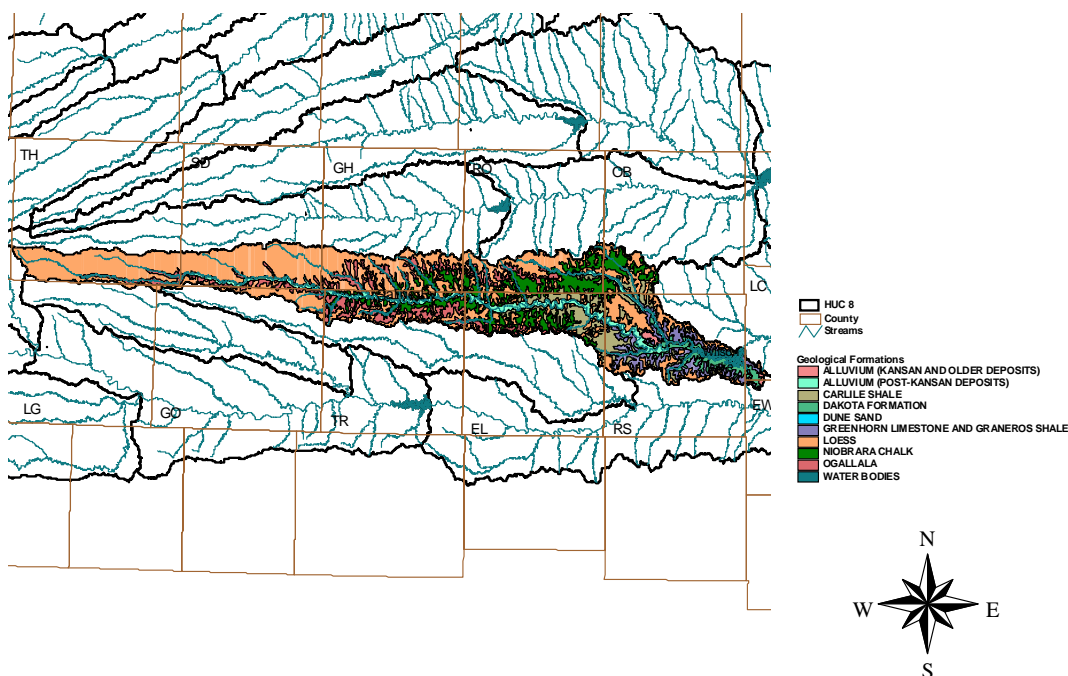 TH
SD
GH
RO
OB
LC
LG
GO
TR
EL
RS
EW
HUC 8
County
Streams
Geological Formations
ALLUVIUM (KANSAN AND OLDER DEPOSITS)
ALLUVIUM (POST-KANSAN DEPOSITS)
CARLILE SHALE
DAKOTA FORMATION
DUNE SAND
GREENHORN LIMESTONE AND GRANEROS SHALE
LOESS
NIOBRARA CHALK
OGALLALA
WATER BODIES
N
W
E
S